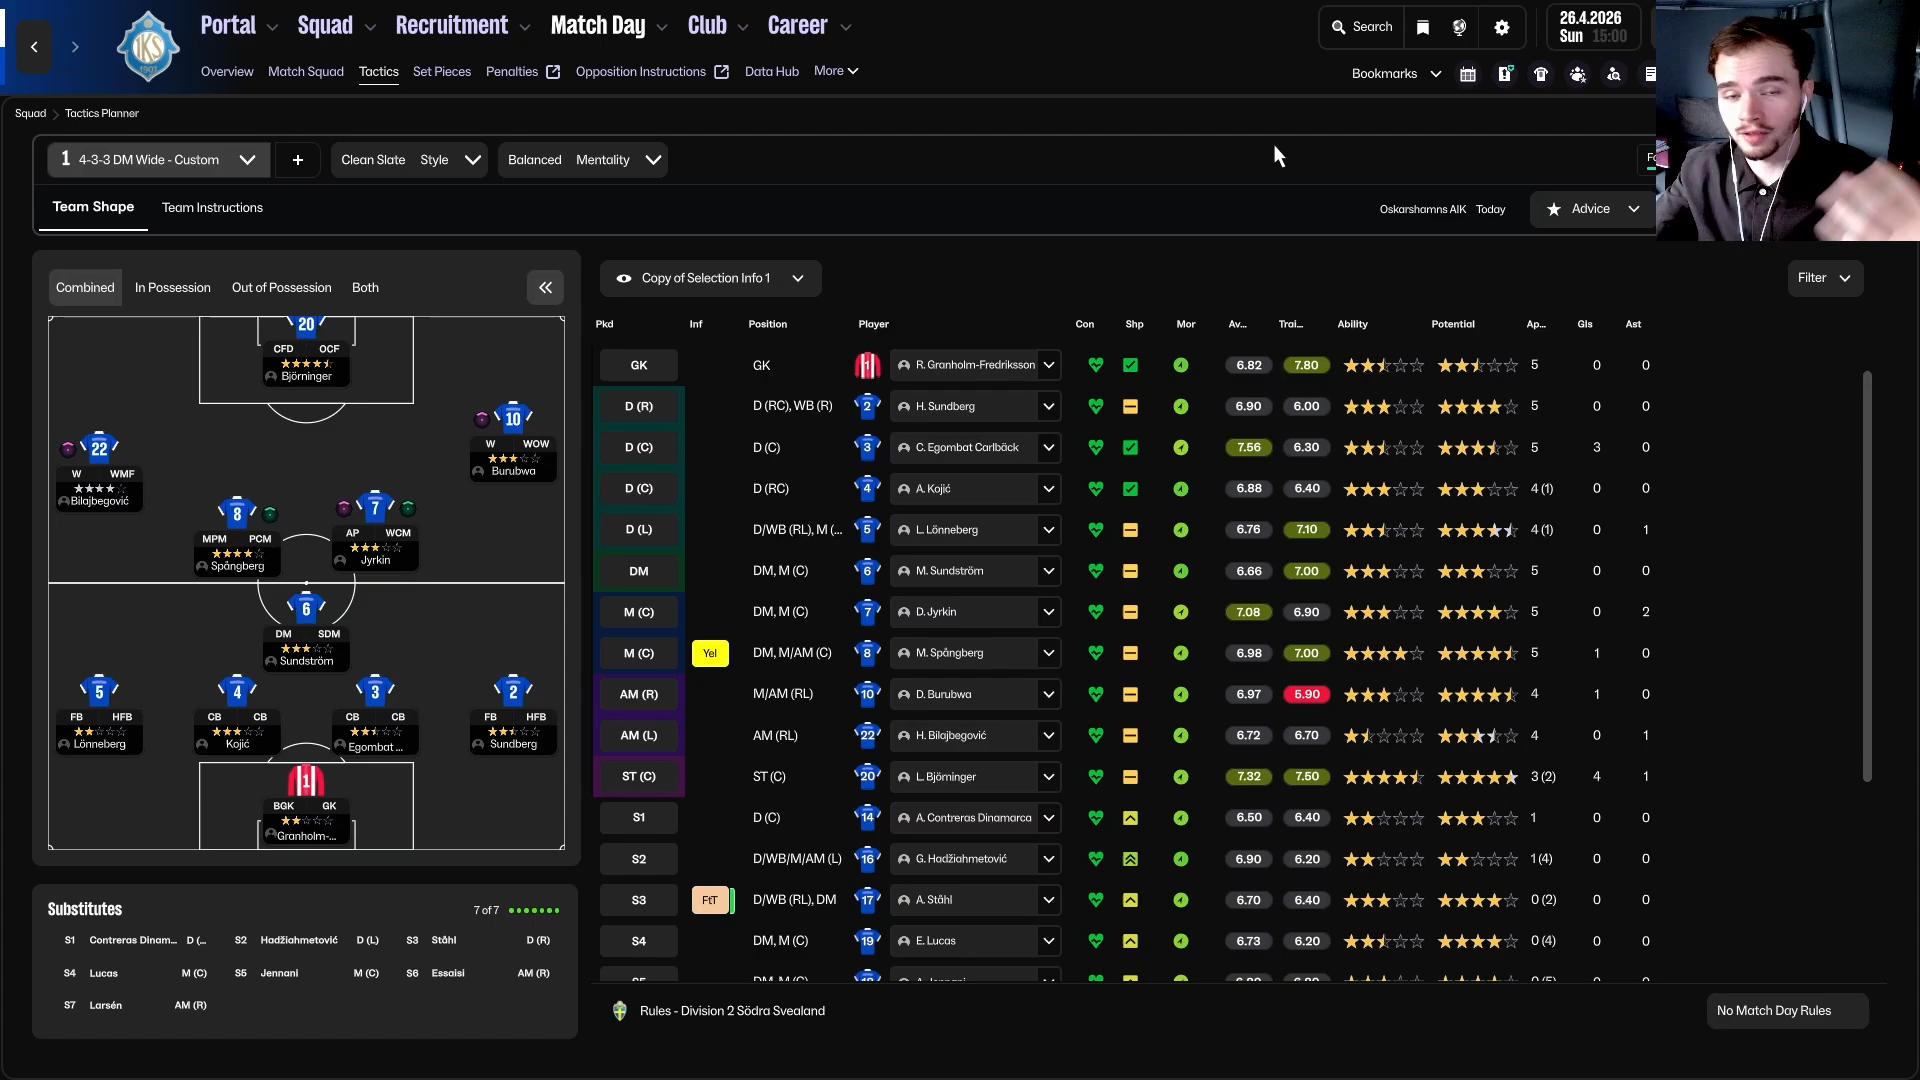 Portal Squad Recruitment Match Day Club Career
Search
26.4.2026
Sun 15:00
IKS
1907
Overview Match Squad Tactics Set Pieces Penalties Opposition Instructions Data Hub More
Bookmarks
Squad Tactics Planner
1 4-3-3 DM Wide - Custom
+
Clean Slate Style
Balanced Mentality
Team Shape Team Instructions
Oskarshamns AIK Today
Advice
Combined In Possession Out of Possession Both
Copy of Selection Info 1
Filter
20
CFD OCF
Björninger
10
W WOW
Burubwa
22
W WMF
Bilajbegović
8
MPM PCM
Spångberg
7
AP WCM
Jyrkin
6
DM SDM
Sundström
5
FB HFB
Lönneberg
4
CB CB
Kojić
3
CB CB
Egombat ...
2
FB HFB
Sundberg
1
BGK GK
Granholm-...
Pkd Inf Position Player Con Shp Mor Av... Trai... Ability Potential Ap... Gls Ast
GK GK 1 R. Granholm-Fredriksson 6.82 7.80 5 0 0
D (R) D (RC), WB (R) 2 H. Sundberg 6.90 6.00 5 0 0
D (C) D (C) 3 C. Egombat Carlbäck 7.56 6.30 5 3 0
D (C) D (RC) 4 A. Kojić 6.88 6.40 4 (1) 0 0
D (L) D/WB (RL), M (... 5 L. Lönneberg 6.76 7.10 4 (1) 0 1
DM DM, M (C) 6 M. Sundström 6.66 7.00 5 0 0
M (C) DM, M (C) 7 D. Jyrkin 7.08 6.90 5 0 2
M (C) Yel DM, M/AM (C) 8 M. Spångberg 6.98 7.00 5 1 0
AM (R) M/AM (RL) 10 D. Burubwa 6.97 5.90 4 1 0
AM (L) AM (RL) 22 H. Bilajbegović 6.72 6.70 4 0 1
ST (C) ST (C) 20 L. Björninger 7.32 7.50 3 (2) 4 1
S1 D (C) 14 A. Contreras Dinamarca 6.50 6.40 1 0 0
S2 D/WB/M/AM (L) 16 G. Hadžiahmetović 6.90 6.20 1 (4) 0 0
S3 FtT D/WB (RL), DM 17 A. Ståhl 6.70 6.40 0 (2) 0 0
S4 DM, M (C) 19 E. Lucas 6.73 6.20 0 (4) 0 0
Substitutes 7 of 7
S1 Contreras Dinam... D (... S2 Hadžiahmetović D (L) S3 Ståhl D (R)
S4 Lucas M (C) S5 Jennani M (C) S6 Essaisi AM (R)
S7 Larsén AM (R)
Rules - Division 2 Södra Svealand
No Match Day Rules